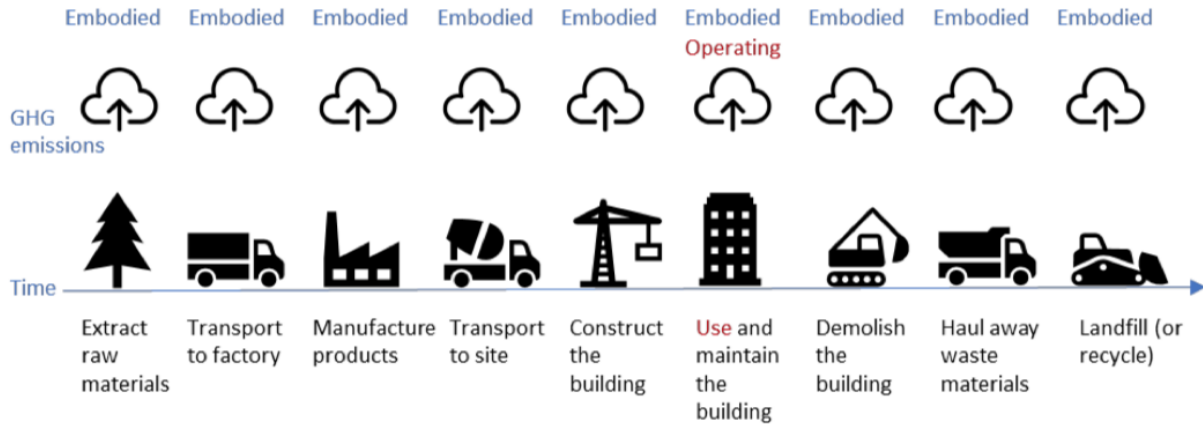 Embodied Embodied Embodied Embodied Embodied Embodied Embodied Embodied Embodied
Operating
GHG
emissions
Time
Extract
raw
materials
Transport
to factory
Manufacture
products
Transport
to site
Construct
the
building
Use and
maintain
the
building
Demolish
the
building
Haul away
waste
materials
Landfill (or
recycle)